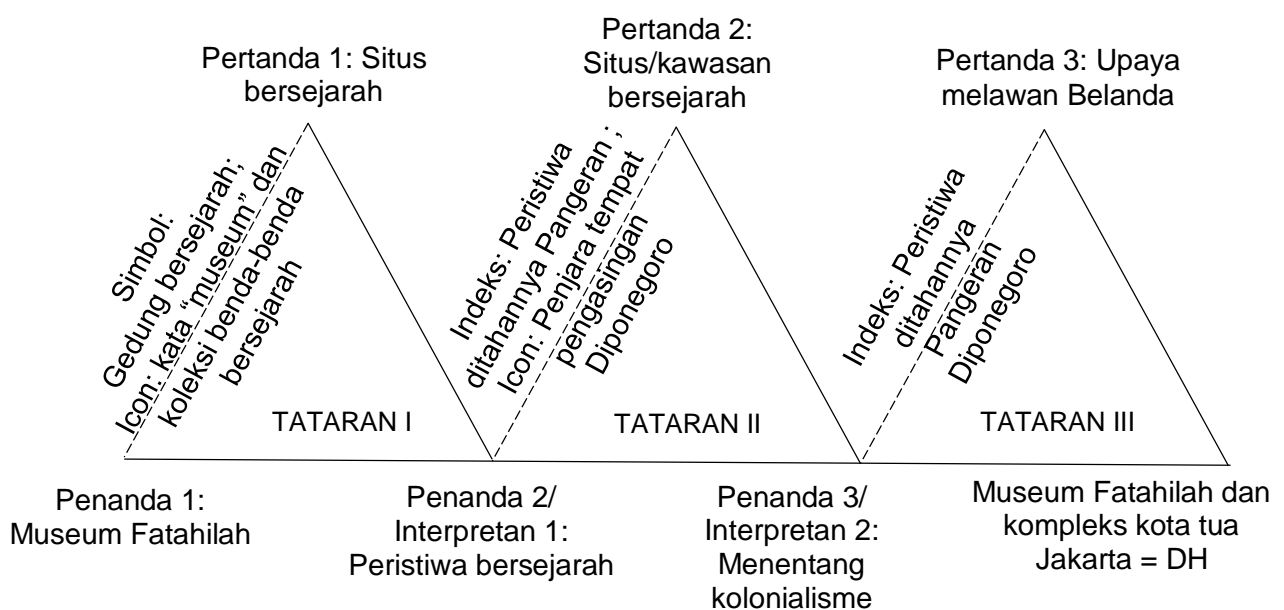 Pertanda 1: Situs
bersejarah
Pertanda 2:
Situs/kawasan
bersejarah
Pertanda 3: Upaya
melawan Belanda
Simbol:
Gedung bersejarah;
Icon: kata “museum” dan
koleksi benda-benda
bersejarah
Indeks: Peristiwa
ditahannya Pangeran ;
Icon: Penjara tempat
pengasingan
Diponegoro
Indeks: Peristiwa
ditahannya
Pangeran
Diponegoro
TATARAN I
TATARAN II
TATARAN III
Penanda 1:
Museum Fatahilah
Penanda 2/
Interpretan 1:
Peristiwa bersejarah
Penanda 3/
Interpretan 2:
Menentang
kolonialisme
Museum Fatahilah dan
kompleks kota tua
Jakarta = DH